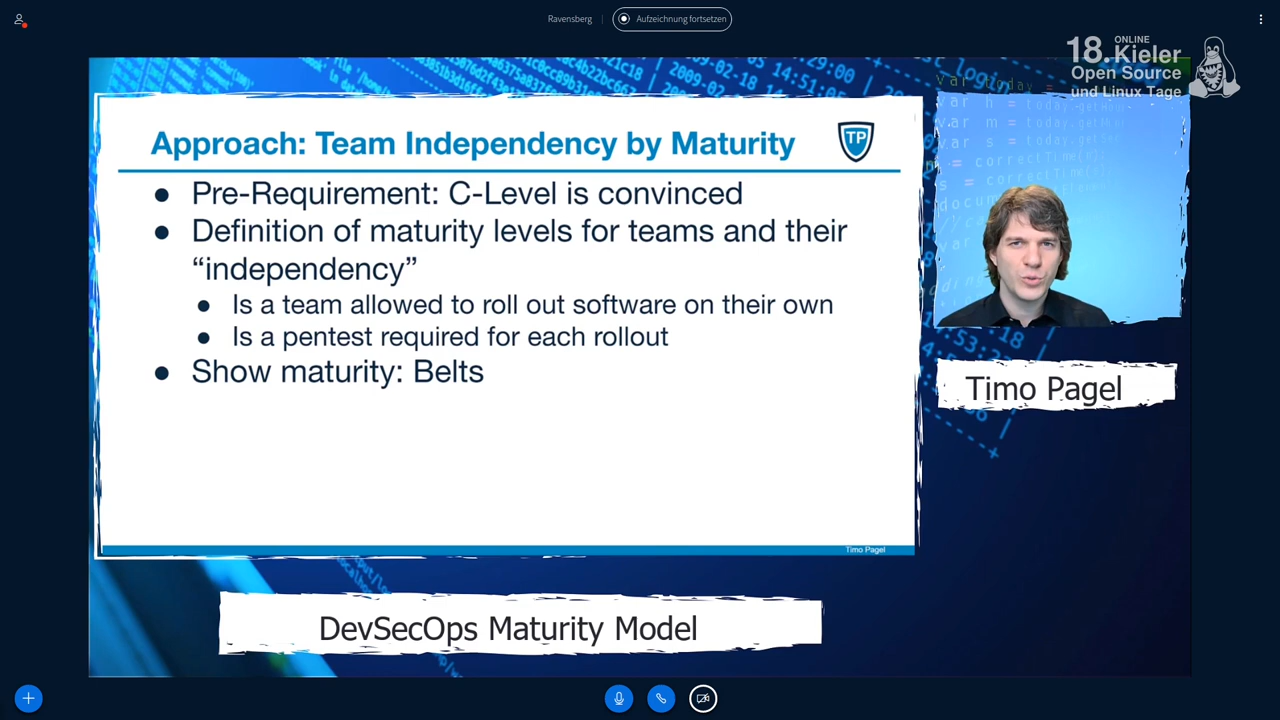 Ravensberg
Aufzeichnung fortsetzen
ONLINE
18.Kieler
Open Source
und Linux Tage
Approach: Team Independency by Maturity
TP
● Pre-Requirement: C-Level is convinced
● Definition of maturity levels for teams and their
“independency”
● Is a team allowed to roll out software on their own
● Is a pentest required for each rollout
● Show maturity: Belts
Timo Pagel
Timo Pagel
DevSecOps Maturity Model